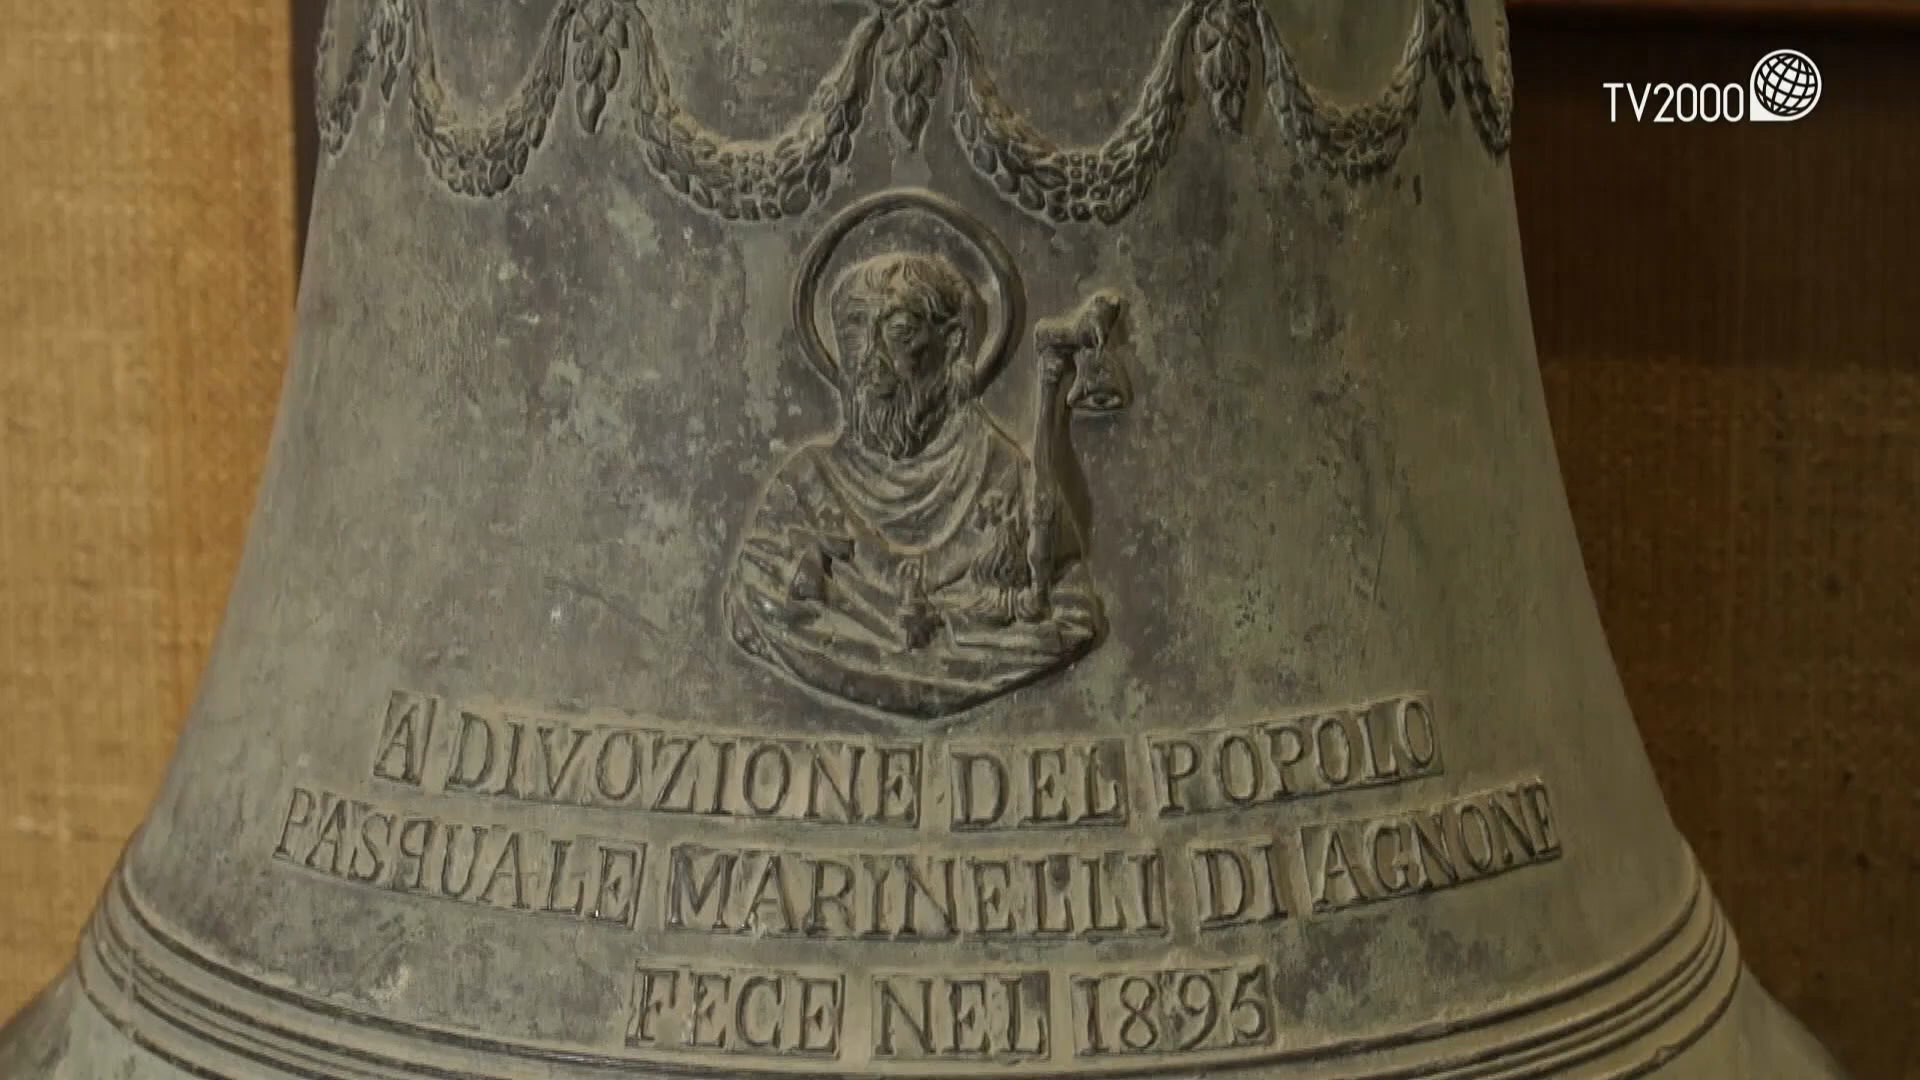 TV2000
A DIVOZIONE DEL POPOLO
PASQUALE MARINELLI DI AGNONE
FECE NEL 1895